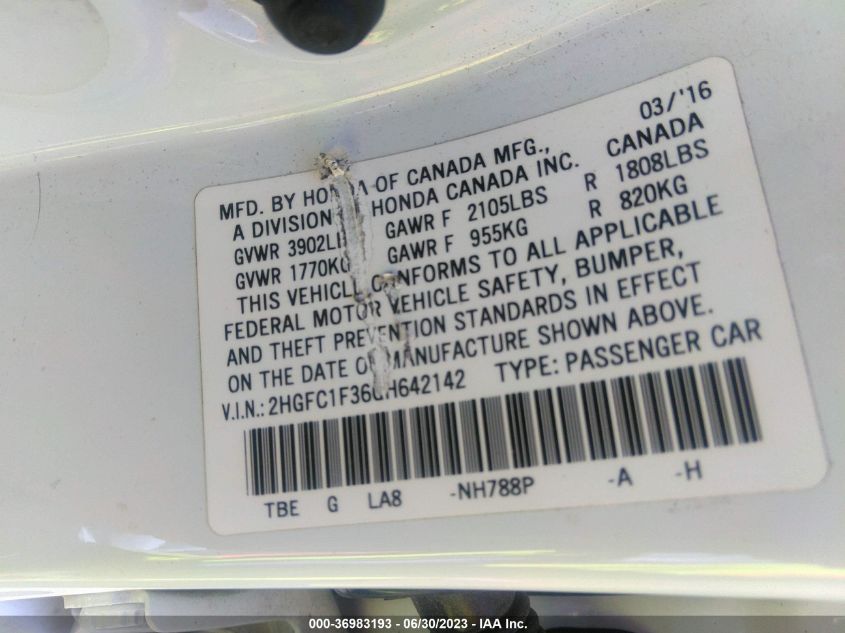 03/'16
MFD. BY HONDA OF CANADA MFG.,
A DIVISION HONDA CANADA INC. CANADA
GVWR 3902LB GAWR F 2105LBS R 1808LBS
GVWR 1770KG GAWR F 955KG R 820KG
THIS VEHICLE CONFORMS TO ALL APPLICABLE
FEDERAL MOTOR VEHICLE SAFETY, BUMPER,
AND THEFT PREVENTION STANDARDS IN EFFECT
ON THE DATE OF MANUFACTURE SHOWN ABOVE.
V.I.N.: 2HGFC1F36GH642142 TYPE: PASSENGER CAR
TBE G LA8 -NH788P -A -H
000-36983193 - 06/30/2023 - IAA Inc.